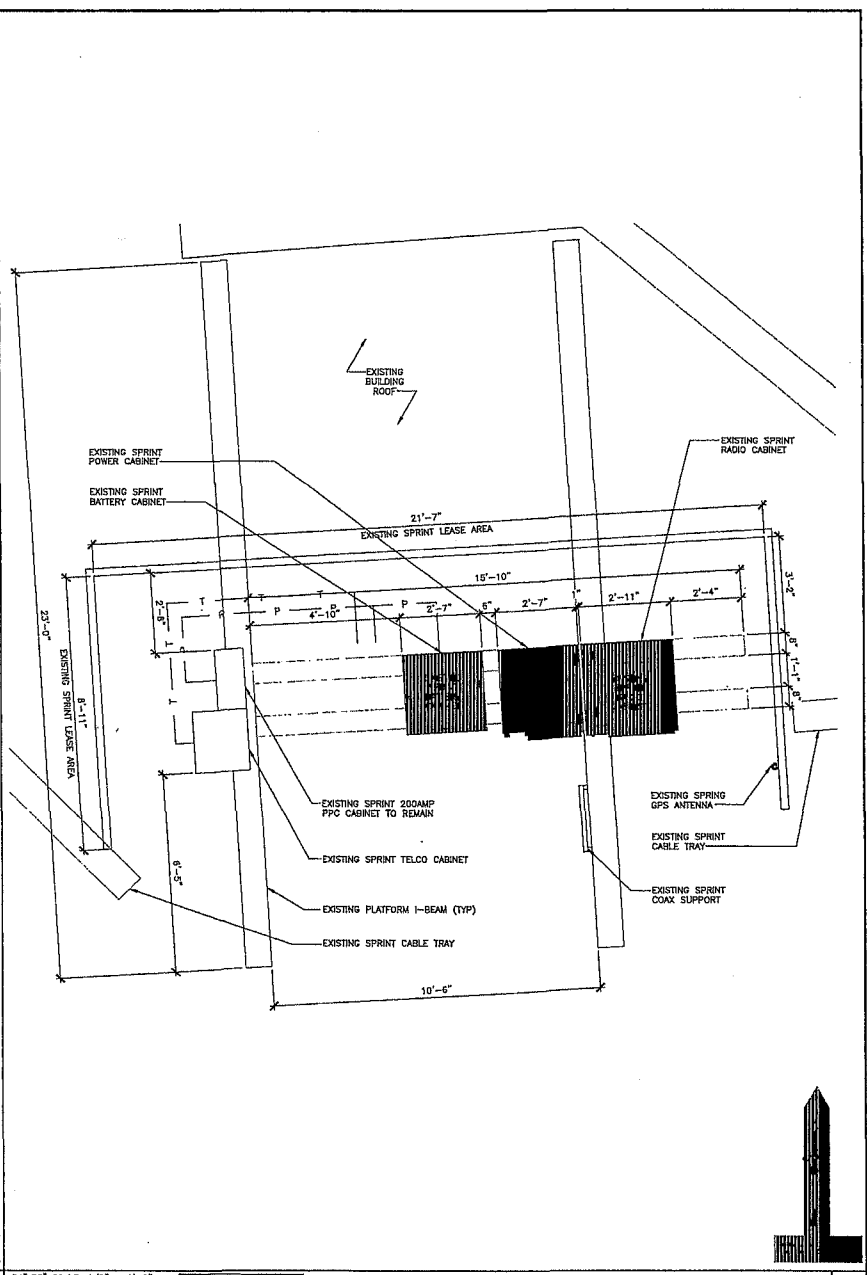 EXISTING
BUILDING
ROOF
EXISTING SPRINT
POWER CABINET
EXISTING SPRINT
BATTERY CABINET
EXISTING SPRINT
RADIO CABINET
21'-7"
EXISTING SPRINT LEASE AREA
15'-10"
3'-2"
2'-8"
T T T
P P P P
4'-10"
2'-7"
6"
2'-7"
1"
2'-11"
2'-4"
8"
1'-1"
8"
23'-0"
8'-11"
EXISTING SPRINT LEASE AREA
T
T
EXISTING SPRINT 200AMP
PPC CABINET TO REMAIN
EXISTING SPRING
GPS ANTENNA
EXISTING SPRINT
CABLE TRAY
EXISTING SPRINT TELCO CABINET
6'-5"
EXISTING SPRINT
COAX SUPPORT
EXISTING PLATFORM I-BEAM (TYP)
EXISTING SPRINT CABLE TRAY
10'-6"